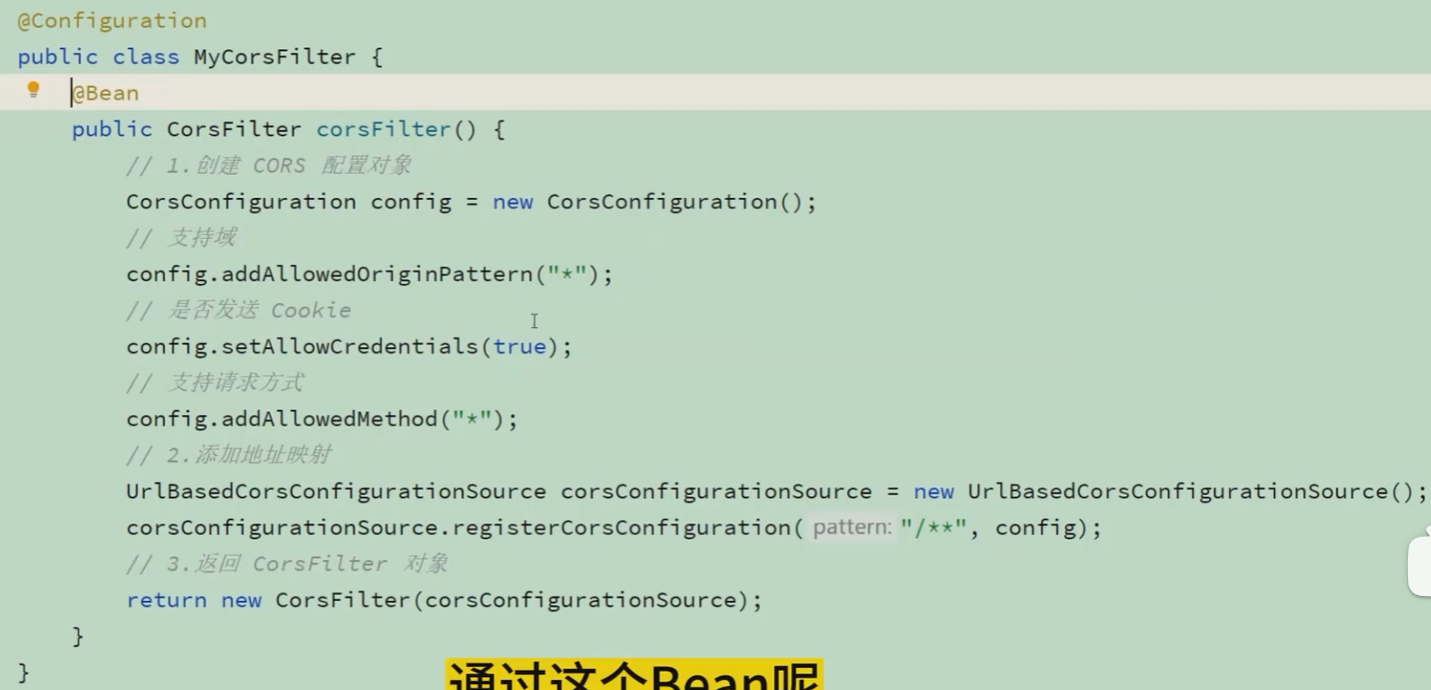 @Configuration
public class MyCorsFilter {
@Bean
public CorsFilter corsFilter() {
// 1.创建 CORS 配置对象
CorsConfiguration config = new CorsConfiguration();
// 支持域
config.addAllowedOriginPattern("*");
// 是否发送 Cookie
config.setAllowCredentials(true);
// 支持请求方式
config.addAllowedMethod("*");
// 2.添加地址映射
UrlBasedCorsConfigurationSource corsConfigurationSource = new UrlBasedCorsConfigurationSource();
corsConfigurationSource.registerCorsConfiguration( pattern: "/**", config);
// 3.返回 CorsFilter 对象
return new CorsFilter(corsConfigurationSource);
}
}
通过这个Bean呢